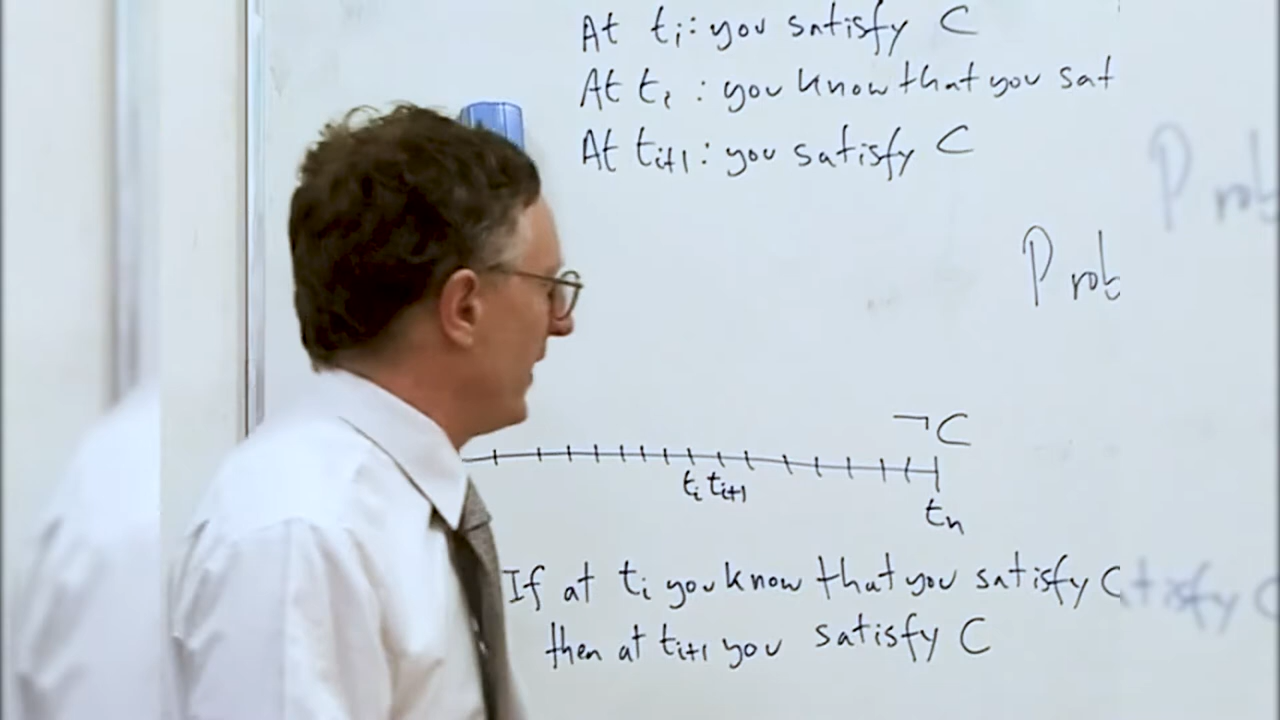 At tᵢ: you satisfy C
At tᵢ : you know that you sat
At tᵢ₊₁ : you satisfy C
Prob
Prob
¬C
tᵢ tᵢ₊₁
tₙ
If at tᵢ you know that you satisfy C
then at tᵢ₊₁ you satisfy C